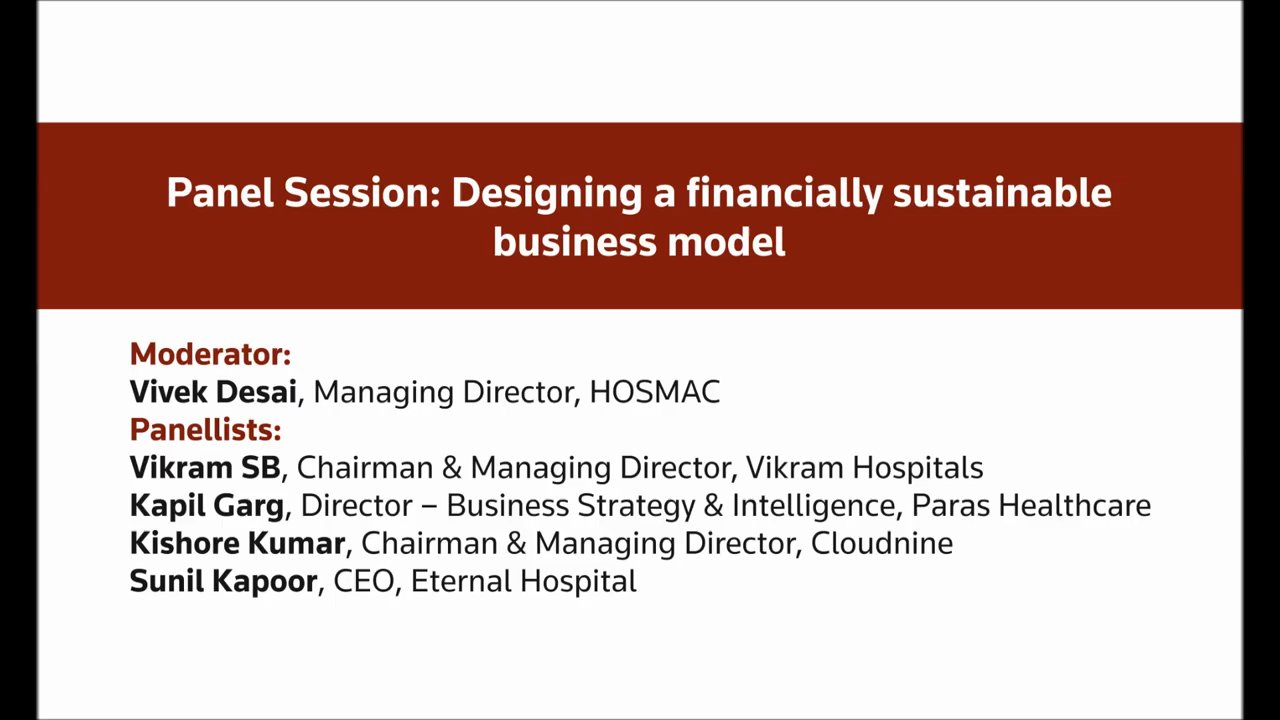 Panel Session: Designing a financially sustainable
business model
Moderator:
Vivek Desai, Managing Director, HOSMAC
Panellists:
Vikram SB, Chairman & Managing Director, Vikram Hospitals
Kapil Garg, Director – Business Strategy & Intelligence, Paras Healthcare
Kishore Kumar, Chairman & Managing Director, Cloudnine
Sunil Kapoor, CEO, Eternal Hospital